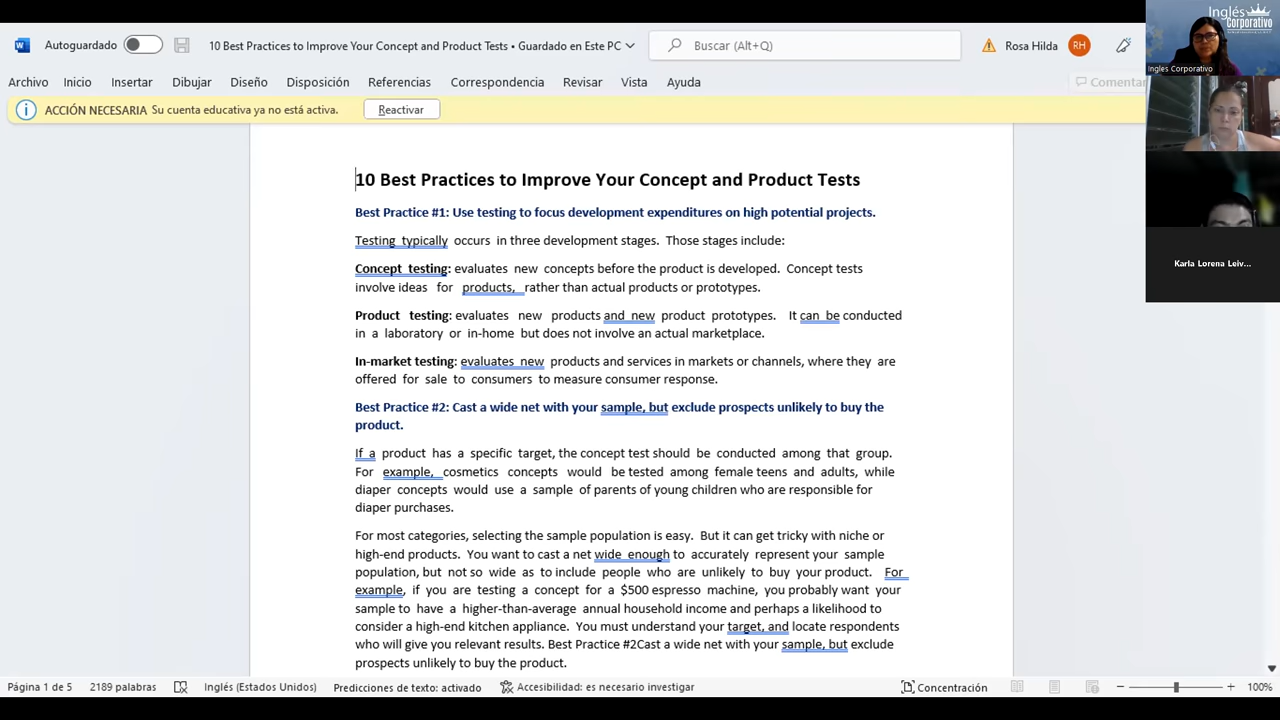 Inglés
Corporativo
Autoguardado
10 Best Practices to Improve Your Concept and Product Tests • Guardado en Este PC
Buscar (Alt+Q)
Rosa Hilda
RH
Ingles Corporativo
Archivo Inicio Insertar Dibujar Diseño Disposición Referencias Correspondencia Revisar Vista Ayuda
Comentar
ACCIÓN NECESARIA Su cuenta educativa ya no está activa.
Reactivar
10 Best Practices to Improve Your Concept and Product Tests
Best Practice #1: Use testing to focus development expenditures on high potential projects.
Testing typically occurs in three development stages. Those stages include:
Concept testing: evaluates new concepts before the product is developed. Concept tests
involve ideas for products, rather than actual products or prototypes.
Product testing: evaluates new products and new product prototypes. It can be conducted
in a laboratory or in-home but does not involve an actual marketplace.
In-market testing: evaluates new products and services in markets or channels, where they are
offered for sale to consumers to measure consumer response.
Best Practice #2: Cast a wide net with your sample, but exclude prospects unlikely to buy the
product.
If a product has a specific target, the concept test should be conducted among that group.
For example, cosmetics concepts would be tested among female teens and adults, while
diaper concepts would use a sample of parents of young children who are responsible for
diaper purchases.
For most categories, selecting the sample population is easy. But it can get tricky with niche or
high-end products. You want to cast a net wide enough to accurately represent your sample
population, but not so wide as to include people who are unlikely to buy your product. For
example, if you are testing a concept for a $500 espresso machine, you probably want your
sample to have a higher-than-average annual household income and perhaps a likelihood to
consider a high-end kitchen appliance. You must understand your target, and locate respondents
who will give you relevant results. Best Practice #2Cast a wide net with your sample, but exclude
prospects unlikely to buy the product.
Karla Lorena Leiv...
Página 1 de 5
2189 palabras
Inglés (Estados Unidos)
Predicciones de texto: activado
Accesibilidad: es necesario investigar
Concentración
100%